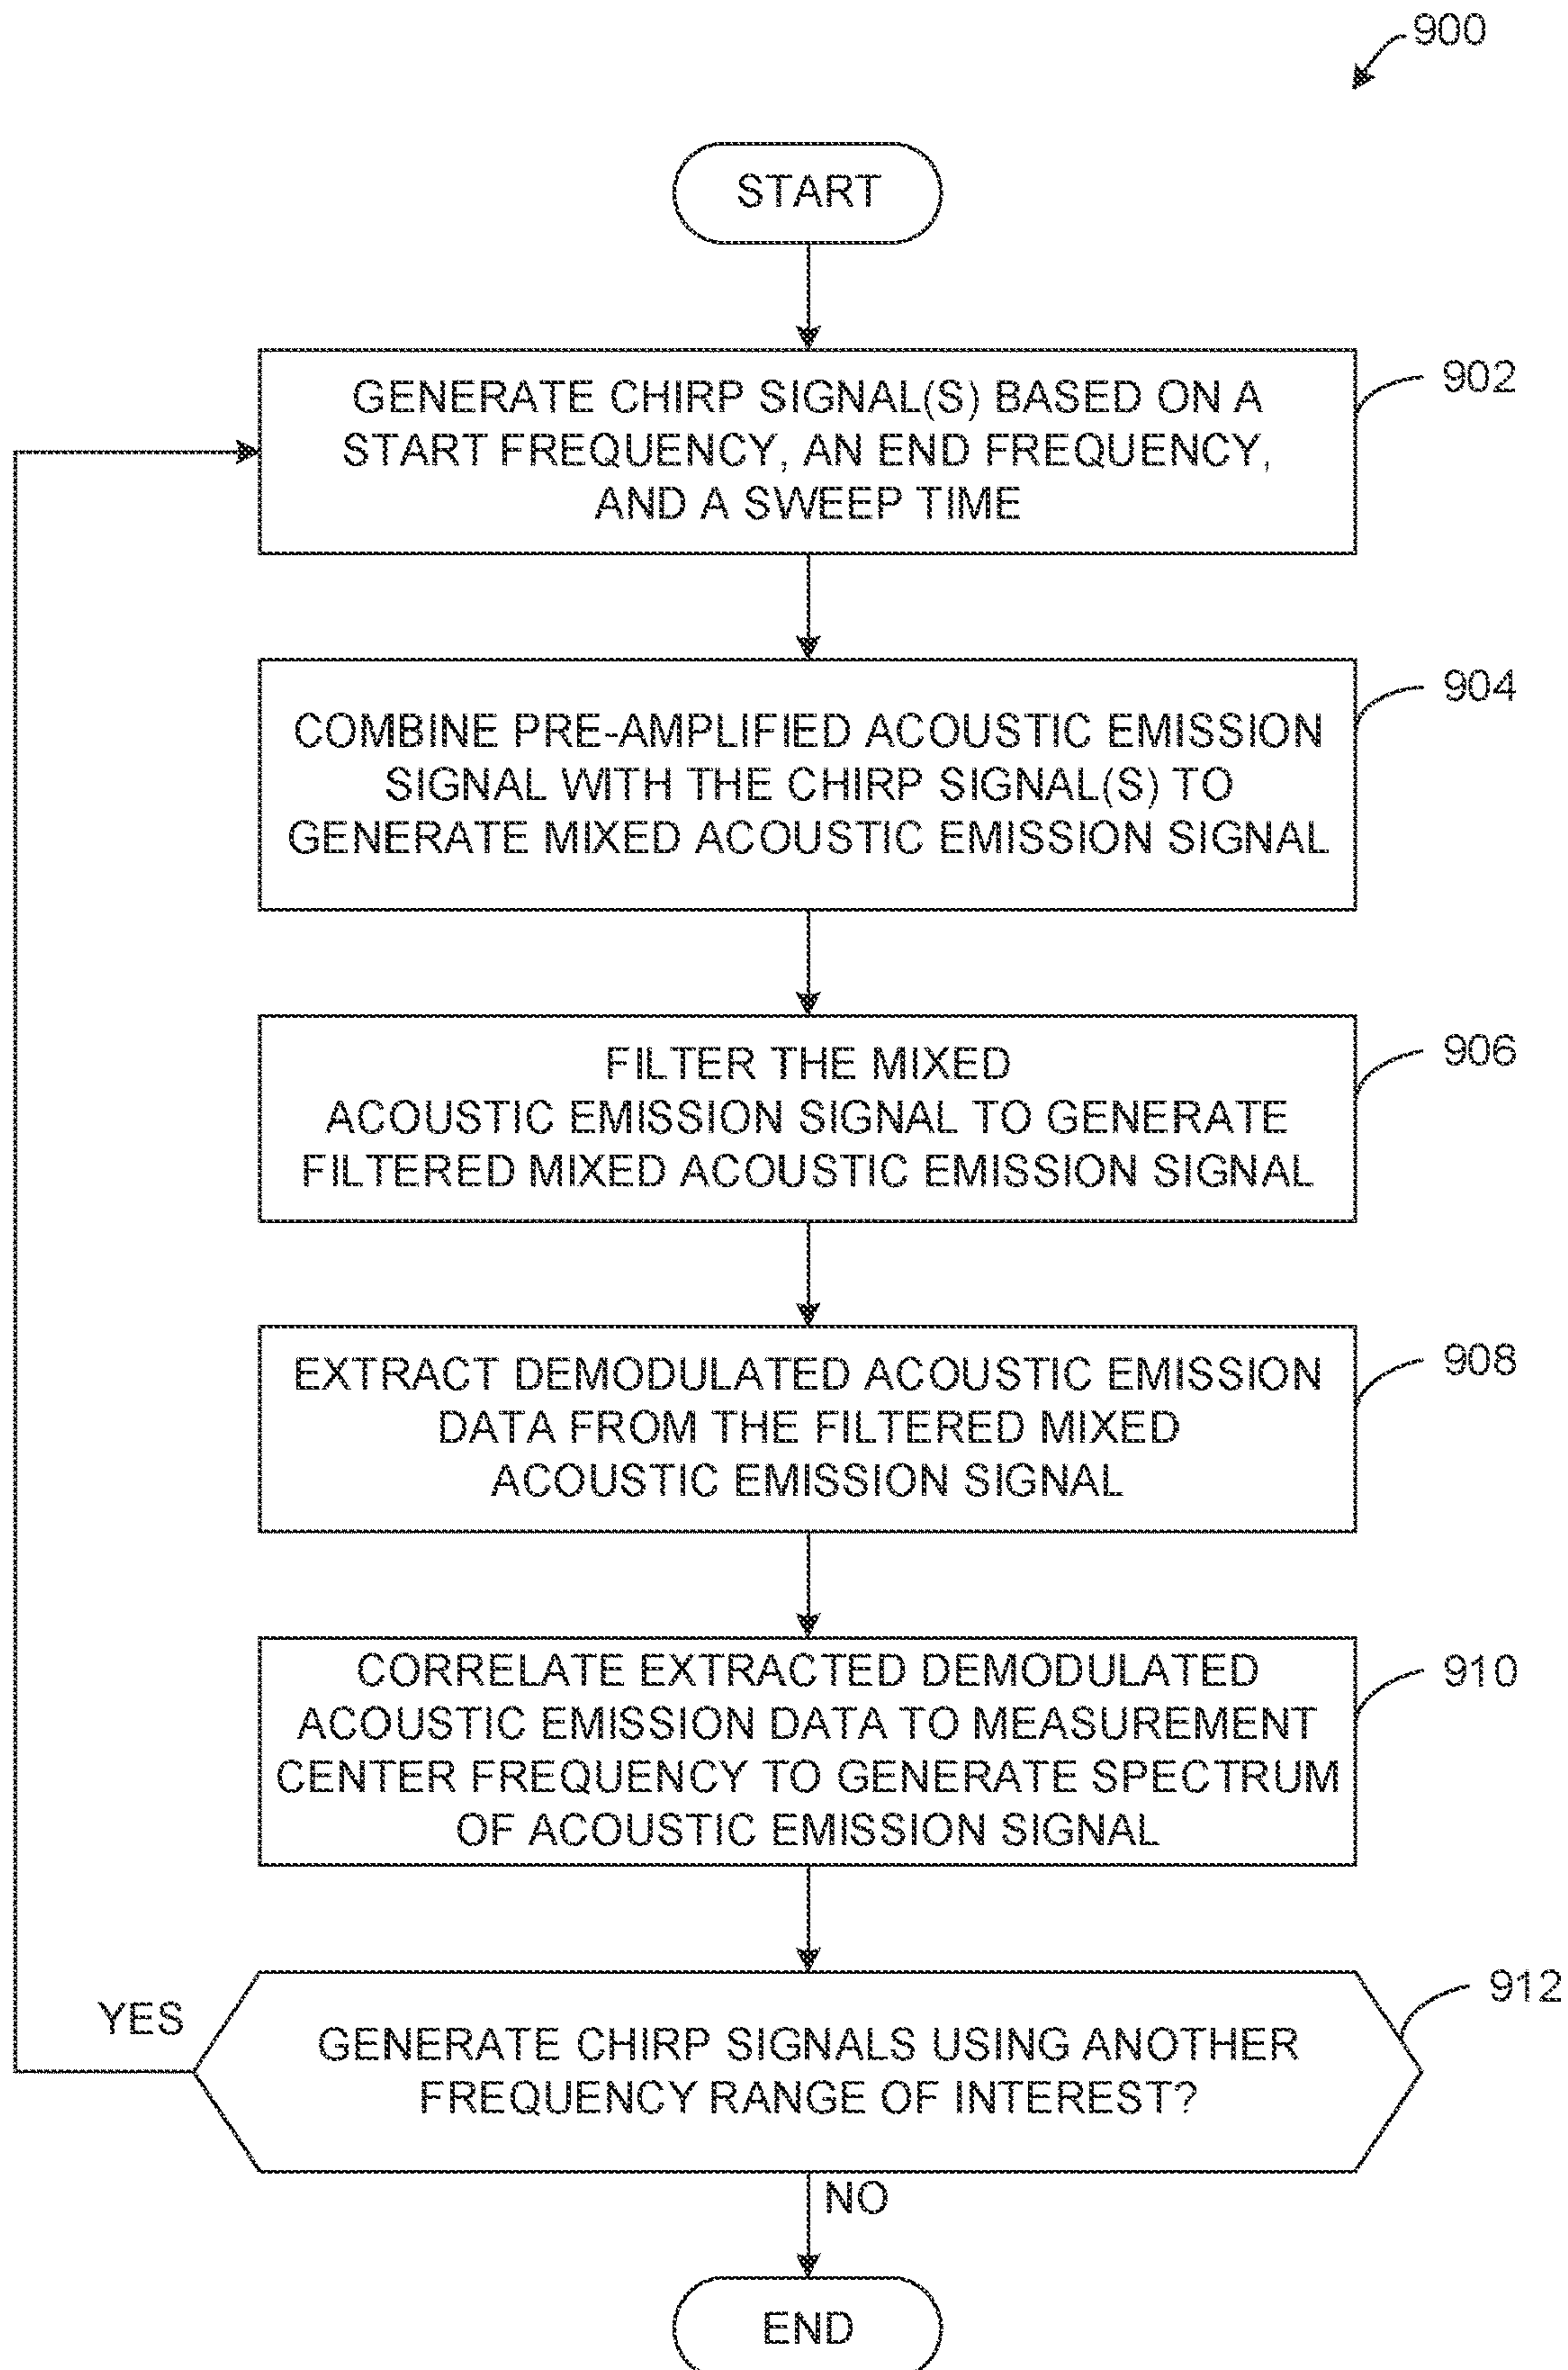 900
START
GENERATE CHIRP SIGNAL(S) BASED ON A
START FREQUENCY, AN END FREQUENCY,
AND A SWEEP TIME
902
COMBINE PRE-AMPLIFIED ACOUSTIC EMISSION
SIGNAL WITH THE CHIRP SIGNAL(S) TO
GENERATE MIXED ACOUSTIC EMISSION SIGNAL
904
FILTER THE MIXED
ACOUSTIC EMISSION SIGNAL TO GENERATE
FILTERED MIXED ACOUSTIC EMISSION SIGNAL
906
EXTRACT DEMODULATED ACOUSTIC EMISSION
DATA FROM THE FILTERED MIXED
ACOUSTIC EMISSION SIGNAL
908
CORRELATE EXTRACTED DEMODULATED
ACOUSTIC EMISSION DATA TO MEASUREMENT
CENTER FREQUENCY TO GENERATE SPECTRUM
OF ACOUSTIC EMISSION SIGNAL
910
YES
GENERATE CHIRP SIGNALS USING ANOTHER
FREQUENCY RANGE OF INTEREST?
912
NO
END